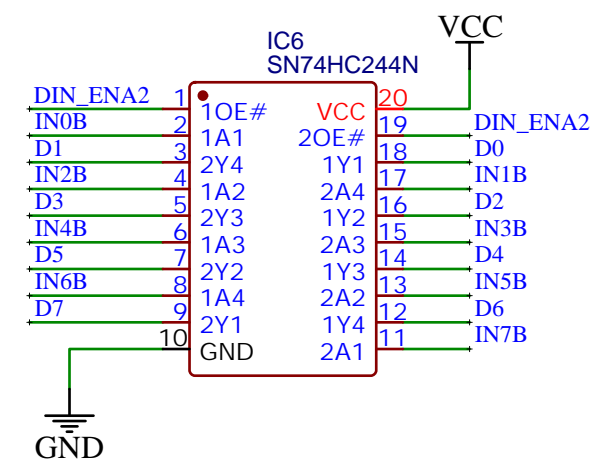 VCC
IC6
SN74HC244N
DIN_ENA2 1 1OE# VCC 20
IN0B 2 1A1 2OE# 19 DIN_ENA2
D1 3 2Y4 1Y1 18 D0
IN2B 4 1A2 2A4 17 IN1B
D3 5 2Y3 1Y2 16 D2
IN4B 6 1A3 2A3 15 IN3B
D5 7 2Y2 1Y3 14 D4
IN6B 8 1A4 2A2 13 IN5B
D7 9 2Y1 1Y4 12 D6
10 GND 2A1 11 IN7B
GND